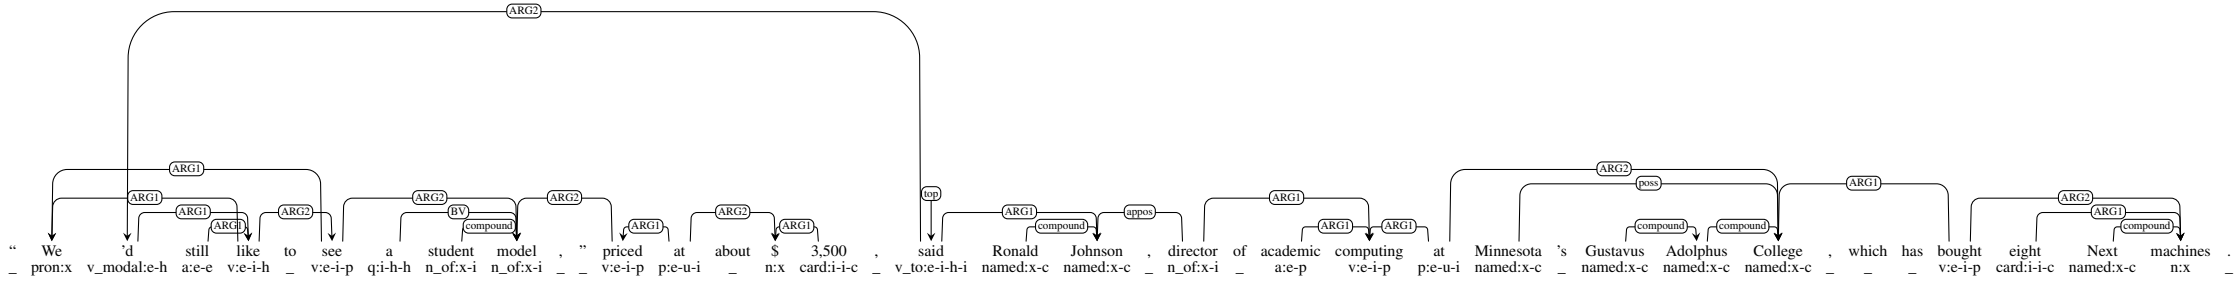 ARG2
ARG1 ARG2
top poss
ARG1 ARG2 ARG1 ARG1 ARG2
ARG1 ARG2 BV ARG2 ARG1 appos ARG1
ARG1 compound ARG1 ARG2 ARG1 compound ARG1 ARG1 compound compound compound
“ We 'd still like to see a student model , ” priced at about $ 3,500 , said Ronald Johnson , director of academic computing at Minnesota 's Gustavus Adolphus College , which has bought eight Next machines .
_ pron:x v_modal:e-h a:e-e v:e-i-h _ v:e-i-p q:i-h-h n_of:x-i n_of:x-i _ _ v:e-i-p p:e-u-i _ n:x card:i-i-c _ v_to:e-i-h-i named:x-c named:x-c _ n_of:x-i _ a:e-p v:e-i-p p:e-u-i named:x-c _ named:x-c named:x-c named:x-c _ _ _ v:e-i-p card:i-i-c named:x-c n:x _